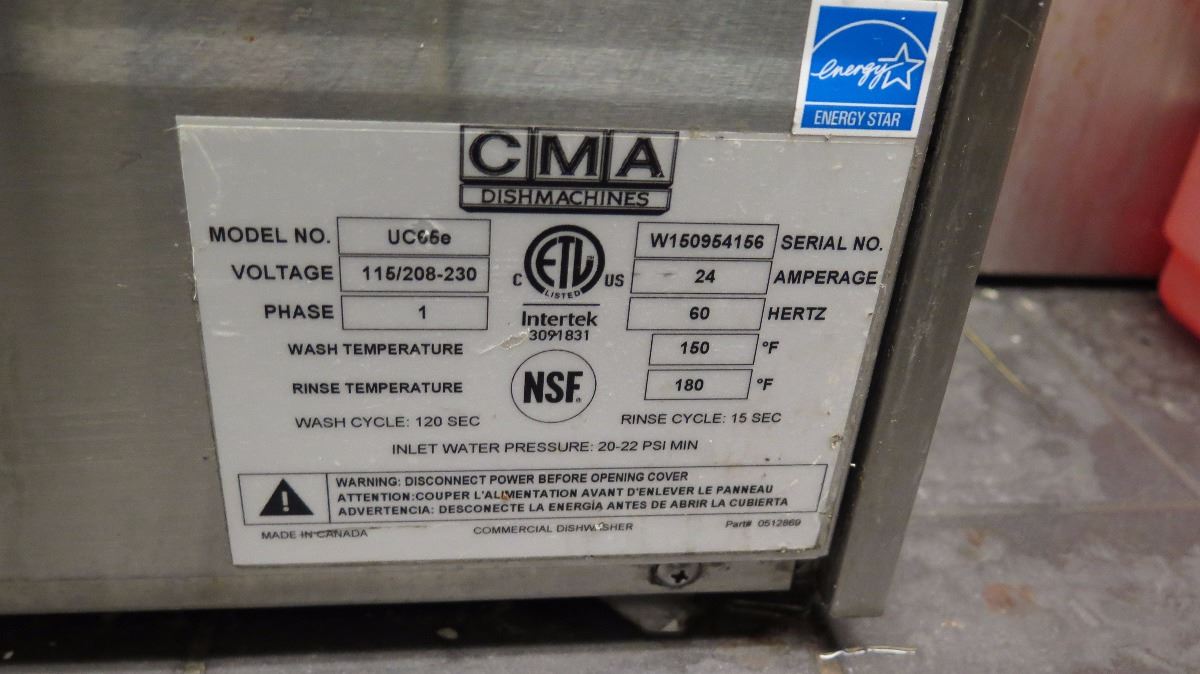 energy
ENERGY STAR
CMA
DISHMACHINES
MODEL NO. UC65e
W150954156 SERIAL NO.
VOLTAGE 115/208-230
C ETL US
24 AMPERAGE
LISTED
PHASE 1
Intertek
3091831
60 HERTZ
WASH TEMPERATURE 150 °F
RINSE TEMPERATURE NSF 180 °F
WASH CYCLE: 120 SEC RINSE CYCLE: 15 SEC
INLET WATER PRESSURE: 20-22 PSI MIN
WARNING: DISCONNECT POWER BEFORE OPENING COVER
ATTENTION:COUPER L'ALIMENTATION AVANT D'ENLEVER LE PANNEAU
ADVERTENCIA: DESCONECTE LA ENERGÍA ANTES DE ABRIR LA CUBIERTA
MADE IN CANADA COMMERCIAL DISHWASHER Part# 0512869